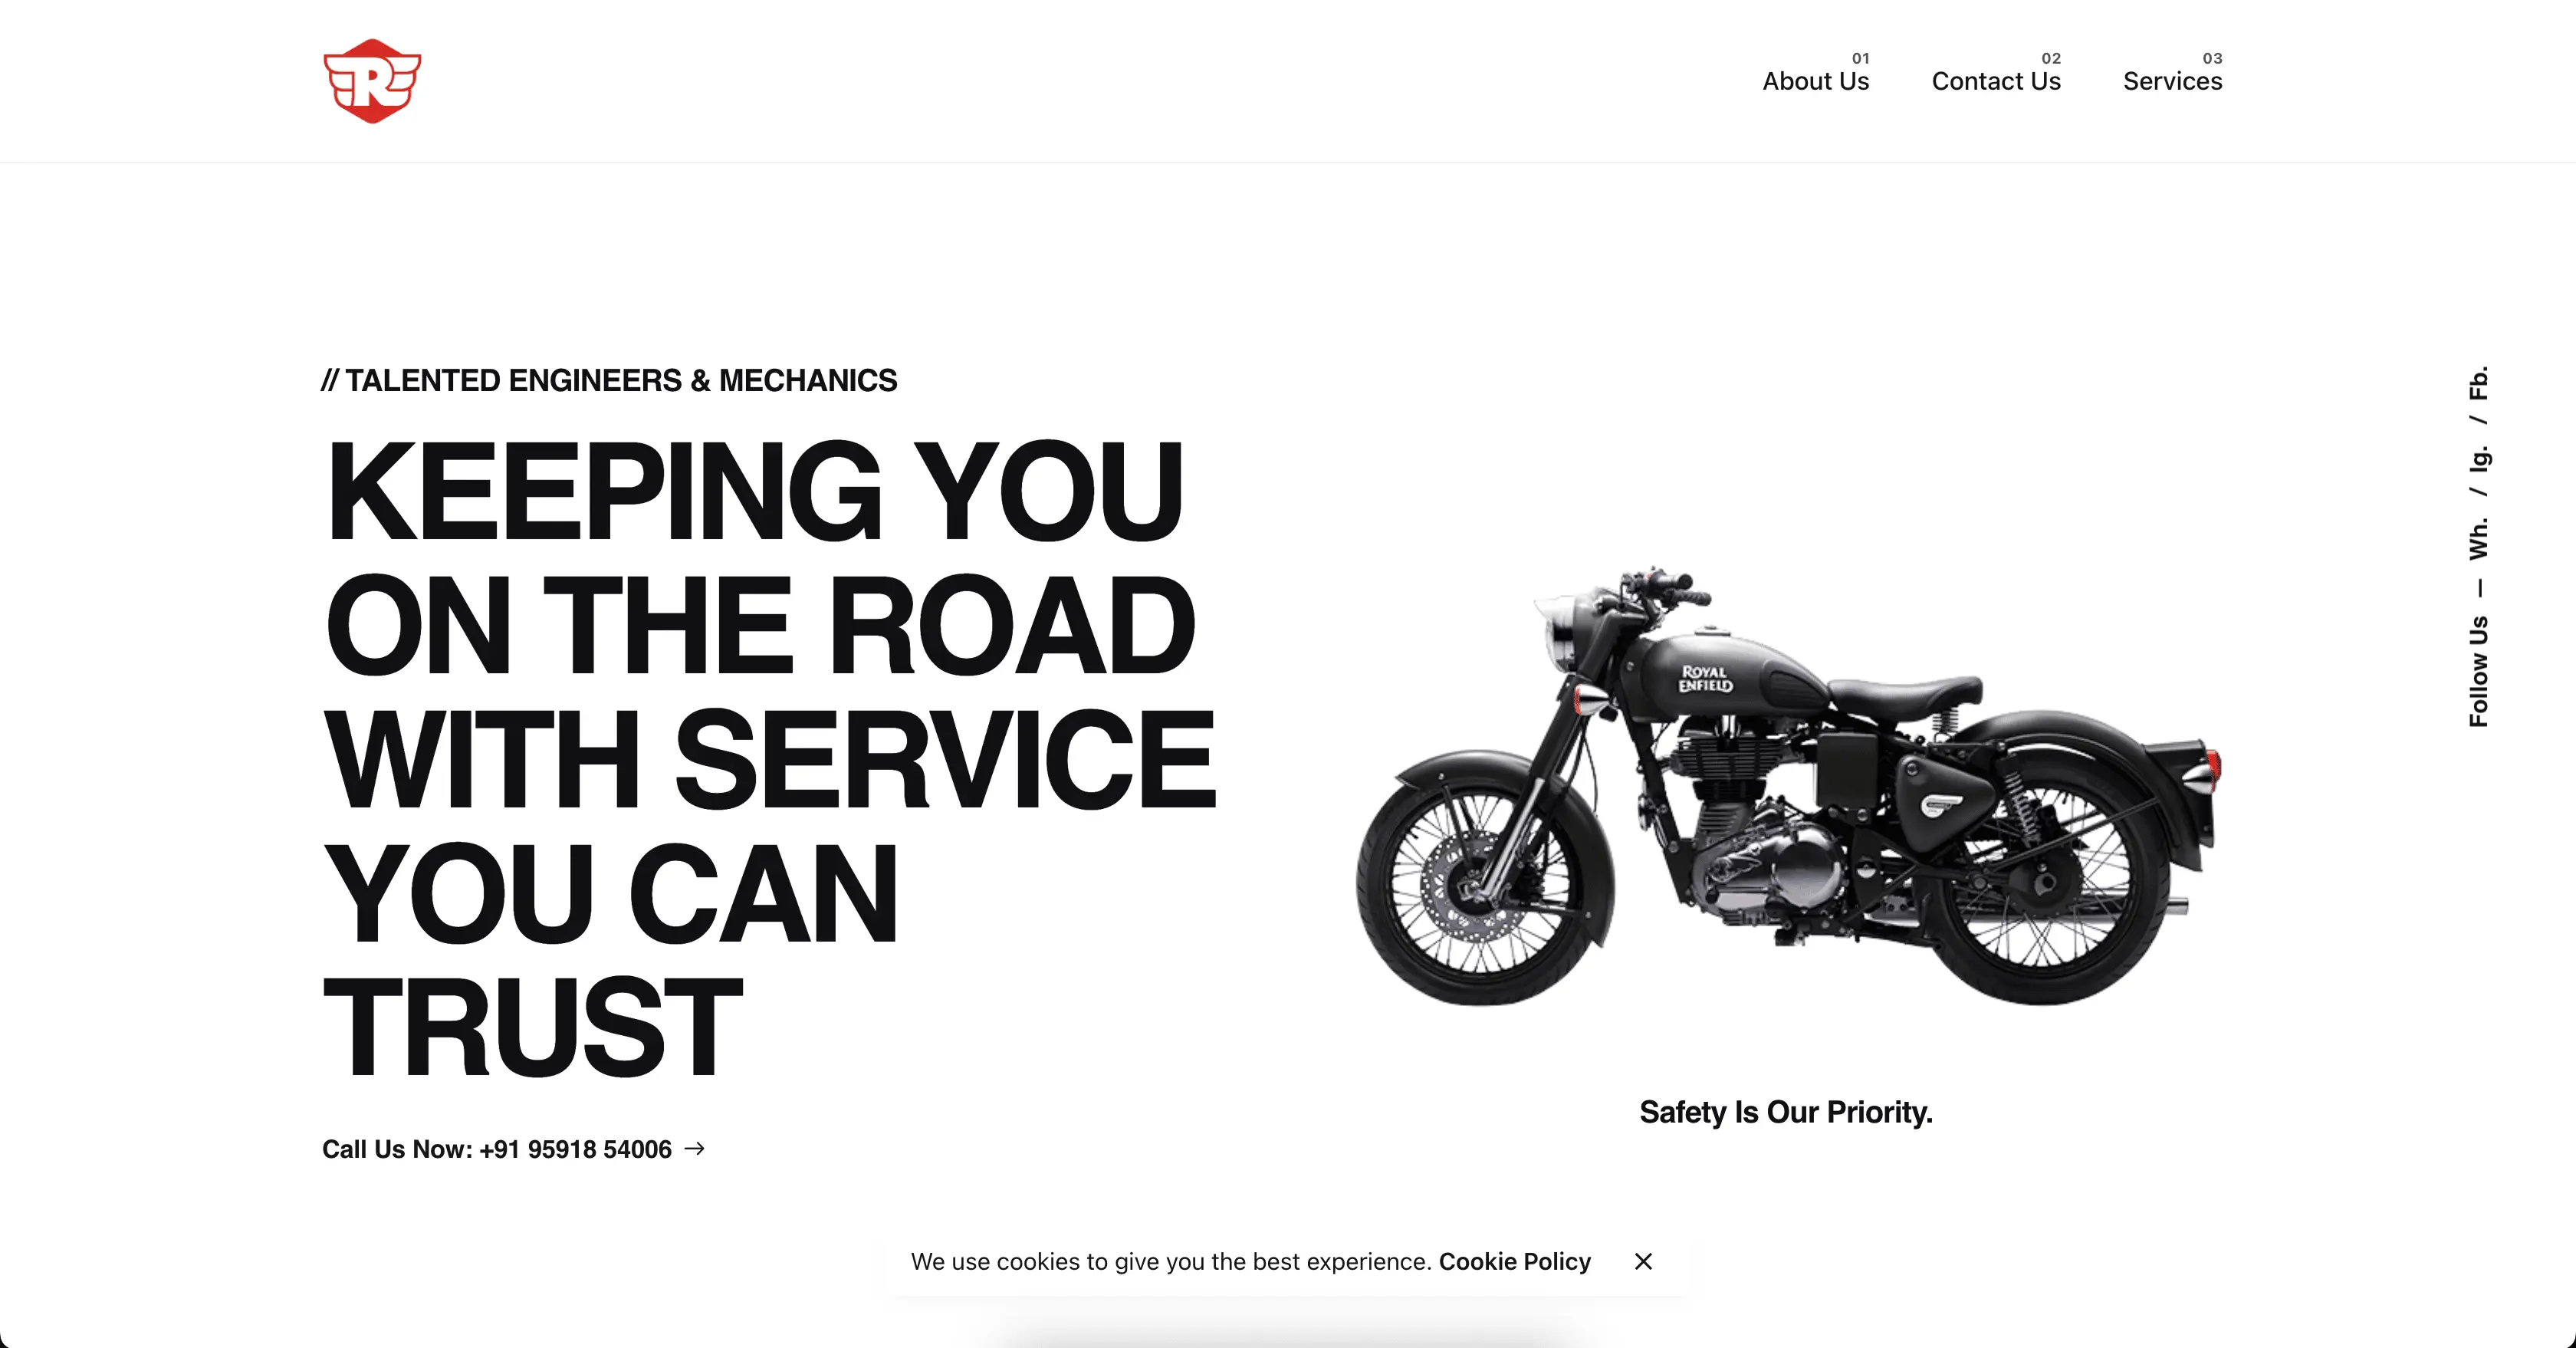 R
01
About Us
02
Contact Us
03
Services
// TALENTED ENGINEERS & MECHANICS
KEEPING YOU
ON THE ROAD
WITH SERVICE
YOU CAN
TRUST
Call Us Now: +91 95918 54006 →
ROYAL
ENFIELD
Safety Is Our Priority.
Follow Us — Wh. / Ig. / Fb.
We use cookies to give you the best experience. Cookie Policy ×